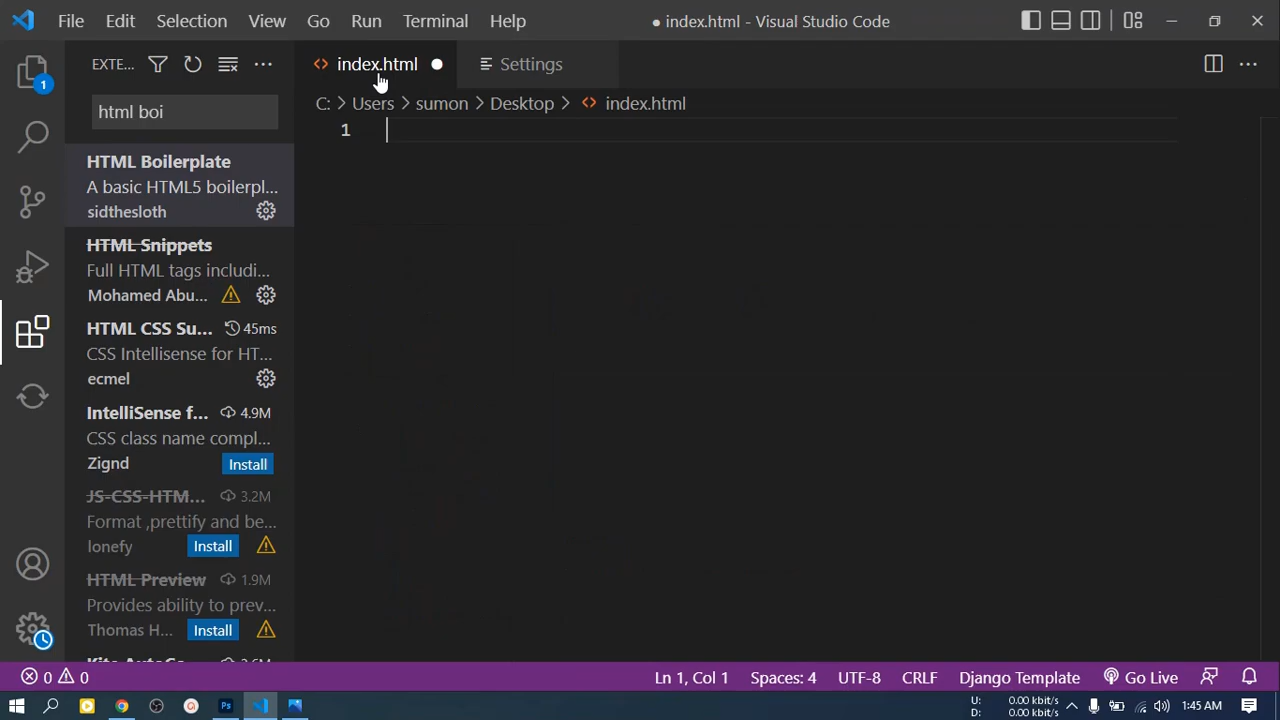 File Edit Selection View Go Run Terminal Help ● index.html - Visual Studio Code
EXTE...
index.html
Settings
1
html boi
C: > Users > sumon > Desktop > index.html
1
HTML Boilerplate
A basic HTML5 boilerpl...
sidthesloth
HTML Snippets
Full HTML tags includi...
Mohamed Abu...
HTML CSS Su... 45ms
CSS Intellisense for HT...
ecmel
IntelliSense f... 4.9M
CSS class name compl...
Zignd Install
JS-CSS-HTM... 3.2M
Format ,prettify and be...
lonefy Install
HTML Preview 1.9M
Provides ability to prev...
Thomas H... Install
0 0 Ln 1, Col 1 Spaces: 4 UTF-8 CRLF Django Template Go Live
U: 0.00 kbit/s
D: 0.00 kbit/s
1:45 AM